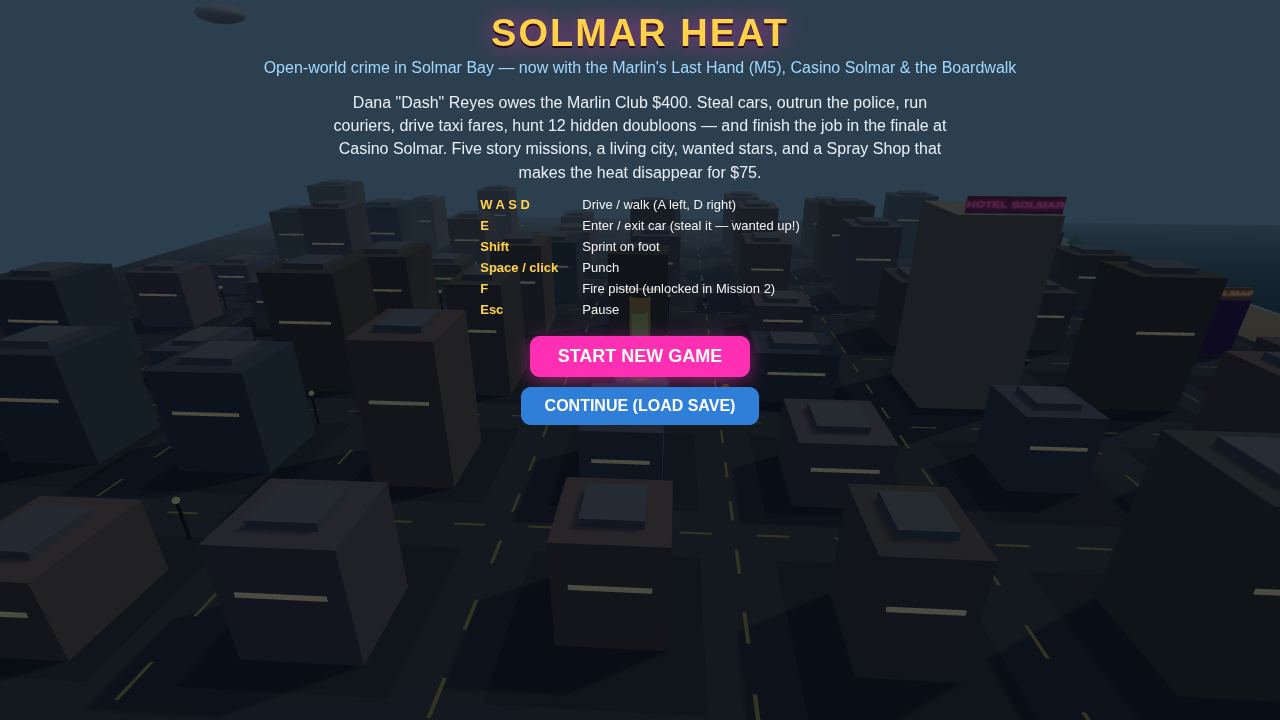 SOLMAR HEAT
Open-world crime in Solmar Bay — now with the Marlin's Last Hand (M5), Casino Solmar & the Boardwalk
Dana "Dash" Reyes owes the Marlin Club $400. Steal cars, outrun the police, run
couriers, drive taxi fares, hunt 12 hidden doubloons — and finish the job in the finale at
Casino Solmar. Five story missions, a living city, wanted stars, and a Spray Shop that
makes the heat disappear for $75.
HOTEL SOLMAR
W A S D Drive / walk (A left, D right)
E Enter / exit car (steal it — wanted up!)
Shift Sprint on foot
Space / click Punch
F Fire pistol (unlocked in Mission 2)
Esc Pause
START NEW GAME
CONTINUE (LOAD SAVE)